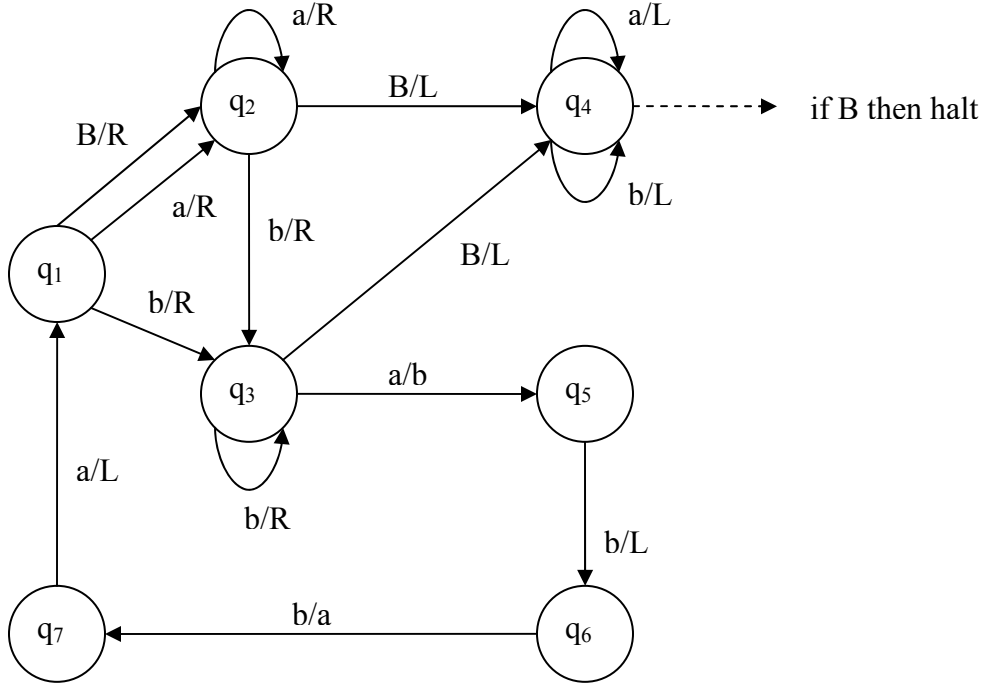 a/R
a/L
q2
B/L
q4
if B then halt
B/R
a/R
b/R
b/L
q1
B/L
b/R
q3
a/b
q5
a/L
b/R
b/L
q7
b/a
q6